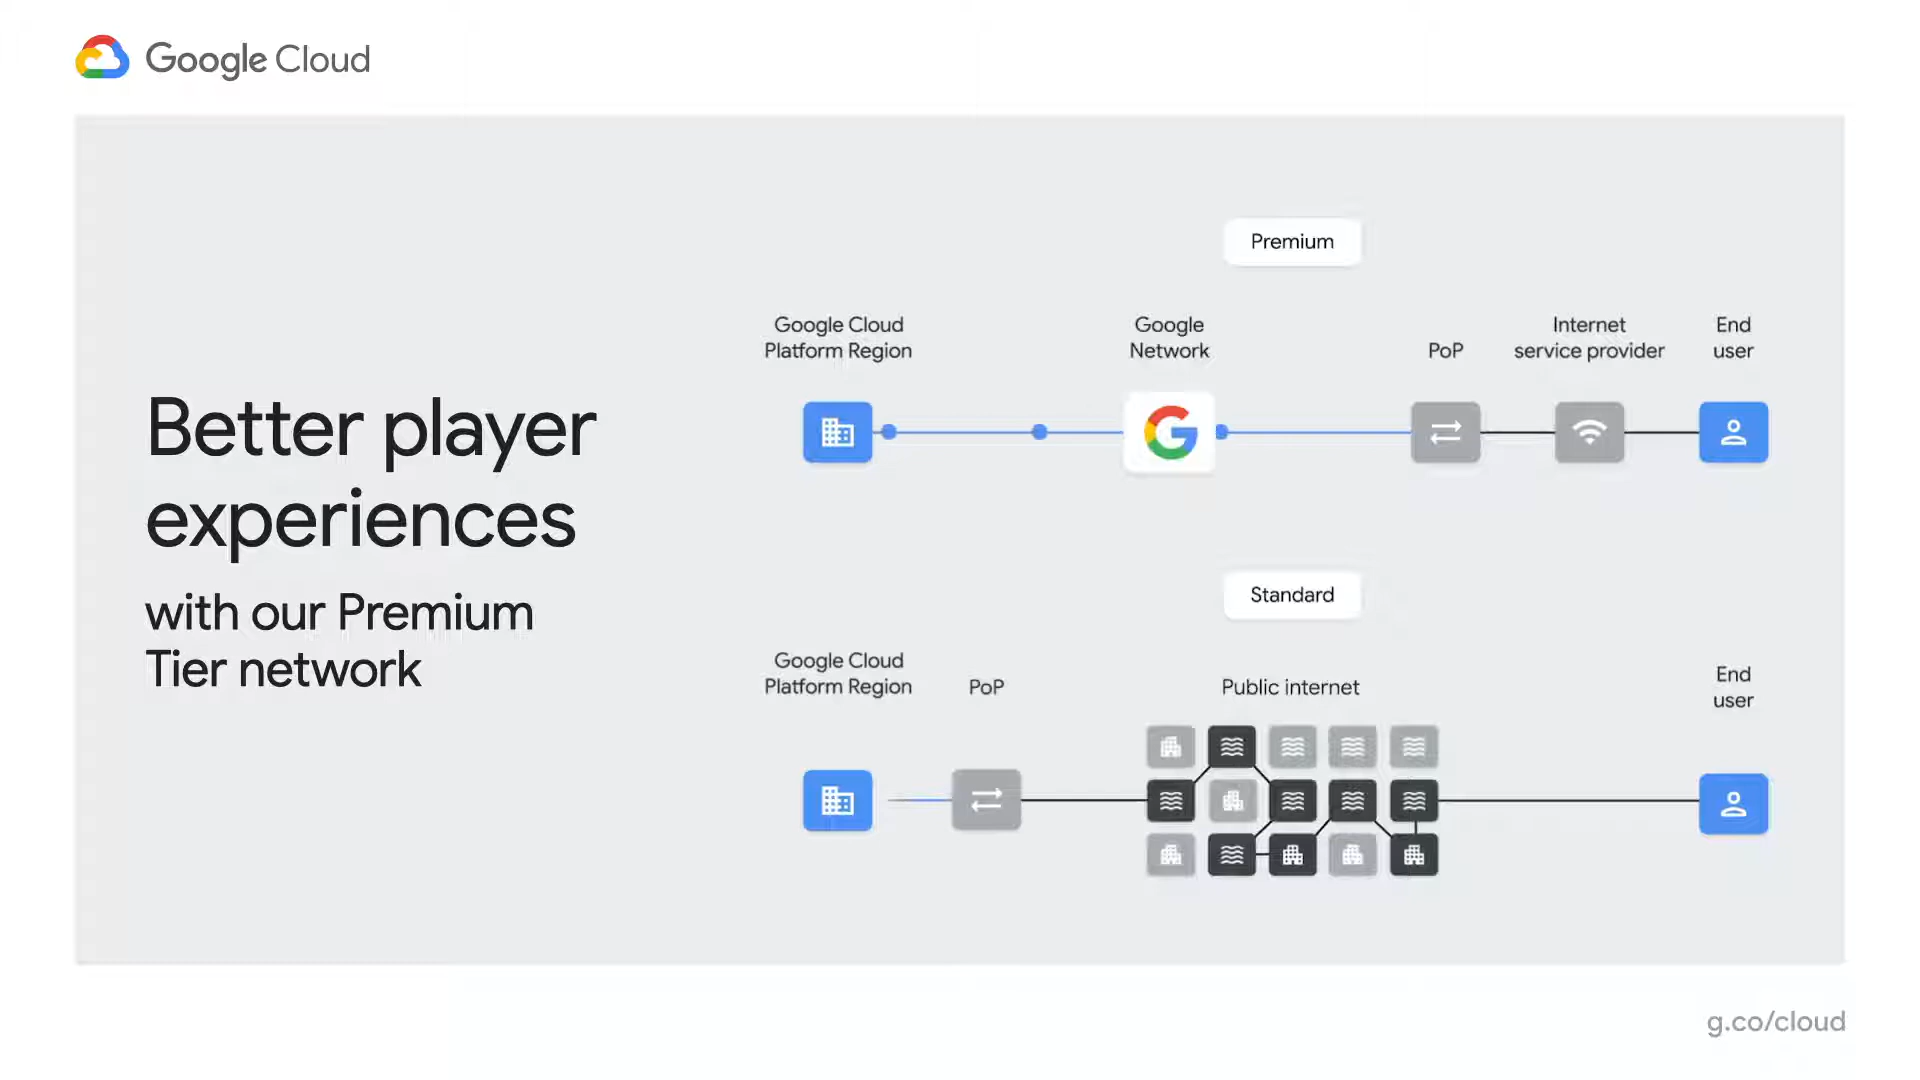 Google Cloud
Better player
experiences
with our Premium
Tier network
Premium
Google Cloud
Platform Region
Google
Network
PoP
Internet
service provider
End
user
Standard
Google Cloud
Platform Region
PoP
Public internet
End
user
g.co/cloud